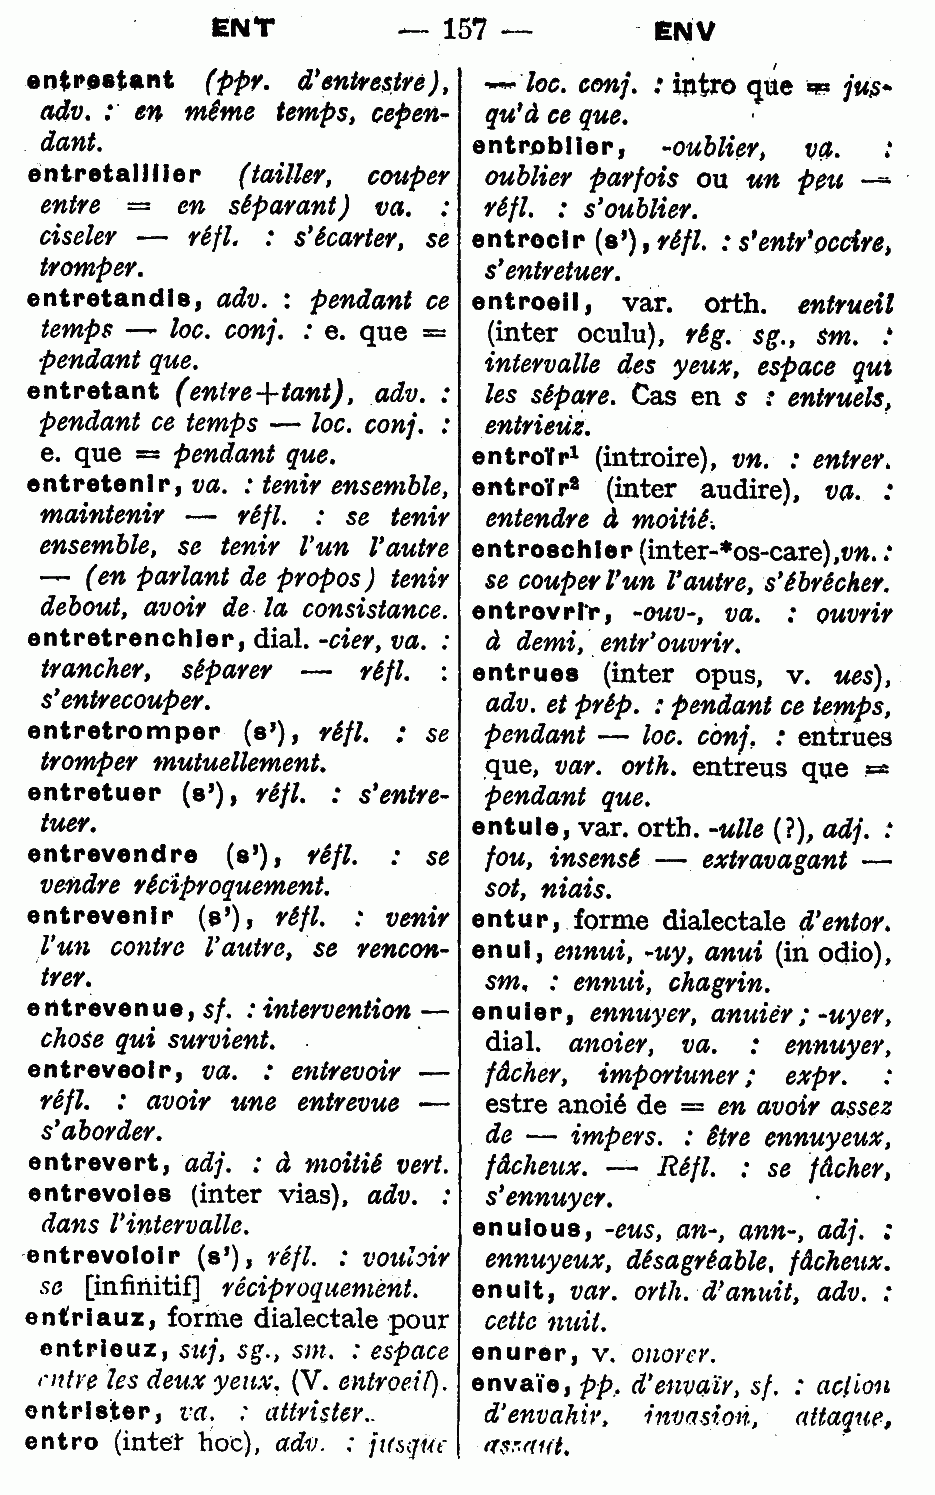 ENT — 157 — ENV
entrestant (ppr. d'entrestre),
adv. : en même temps, cepen-
dant.
entretaillier (tailler, couper
entre = en séparant) va. :
ciseler — réfl. : s'écarter, se
tromper.
entretandis, adv. : pendant ce
temps — loc. conj. : e. que =
pendant que.
entretant (entre+tant), adv. :
pendant ce temps — loc. conj. :
e. que = pendant que.
entretenir, va. : tenir ensemble,
maintenir — réfl. : se tenir
ensemble, se tenir l'un l'autre
— (en parlant de propos) tenir
debout, avoir de la consistance.
entretrenchier, dial. -cier, va. :
trancher, séparer — réfl. :
s'entrecouper.
entretromper (s'), réfl. : se
tromper mutuellement.
entretuer (s'), réfl. : s'entre-
tuer.
entrevendre (s'), réfl. : se
vendre réciproquement.
entrevenir (s'), réfl. : venir
l'un contre l'autre, se rencon-
trer.
entrevenue, sf. : intervention —
chose qui survient.
entreveoir, va. : entrevoir —
réfl. : avoir une entrevue —
s'aborder.
entrevert, adj. : à moitié vert.
entrevoies (inter vias), adv. :
dans l'intervalle.
entrevoloir (s'), réfl. : vouloir
se [infinitif] réciproquement.
entriauz, forme dialectale pour
entrieuz, suj. sg., sm. : espace
entre les deux yeux. (V. entroeil).
entrister, va. : attrister.
entro (inter hoc), adv. : jusque
— loc. conj. : intro que = jus-
qu'à ce que.
entroblier, -oublier, va. :
oublier parfois ou un peu —
réfl. : s'oublier.
entrocir (s'), réfl. : s'entr'occire,
s'entretuer.
entroeil, var. orth. entrueil
(inter oculu), rég. sg., sm. :
intervalle des yeux, espace qui
les sépare. Cas en s : entruels,
entrieuz.
entroïr¹ (introire), vn. : entrer.
entroïr² (inter audire), va. :
entendre à moitié.
entroschier (inter-*os-care), vn. :
se couper l'un l'autre, s'ébrécher.
entrovrir, -ouv-, va. : ouvrir
à demi, entr'ouvrir.
entrues (inter opus, v. ues),
adv. et prép. : pendant ce temps,
pendant — loc. conj. : entrues
que, var. orth. entreus que =
pendant que.
entule, var. orth. -ulle (?), adj. :
fou, insensé — extravagant —
sot, niais.
entur, forme dialectale d'entor.
enui, ennui, -uy, anui (in odio),
sm. : ennui, chagrin.
enuier, ennuyer, anuier ; -uyer,
dial. anoier, va. : ennuyer,
fâcher, importuner ; expr. :
estre anoié de = en avoir assez
de — impers. : être ennuyeux,
fâcheux. — Réfl. : se fâcher,
s'ennuyer.
enuious, -eus, an-, ann-, adj. :
ennuyeux, désagréable, fâcheux.
enuit, var. orth. d'anuit, adv. :
cette nuit.
enurer, v. onorer.
envaïe, pp. d'envaïr, sf. : action
d'envahir, invasion, attaque,
assaut.